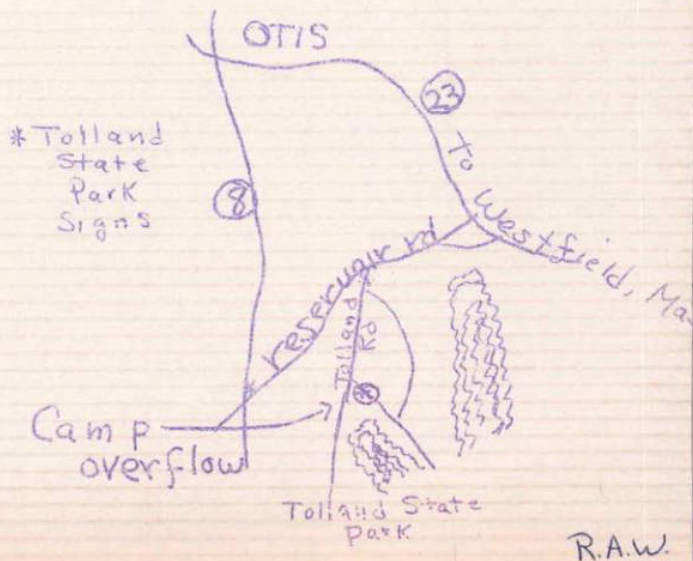 OTIS
23
* Tolland
State
Park
Signs
8
To Westfield, Ma
reservoir rd
Tolland Rd
*
Camp
overflow
Tolland State
Park
R.A.W.